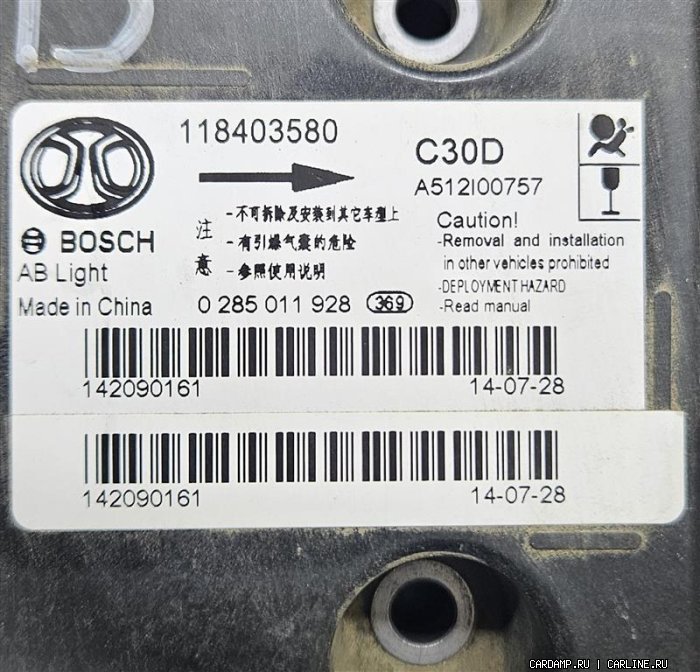 118403580
C30D
A512I00757
BOSCH
AB Light
Made in China
注意
- 不可拆除及安装到其它车型上
- 有引爆气囊的危险
- 参照使用说明
0 285 011 928 369
Caution!
-Removal and installation
in other vehicles prohibited
-DEPLOYMENT HAZARD
-Read manual
142090161 14-07-28
142090161 14-07-28
CARDAMP.RU | CARLINE.RU